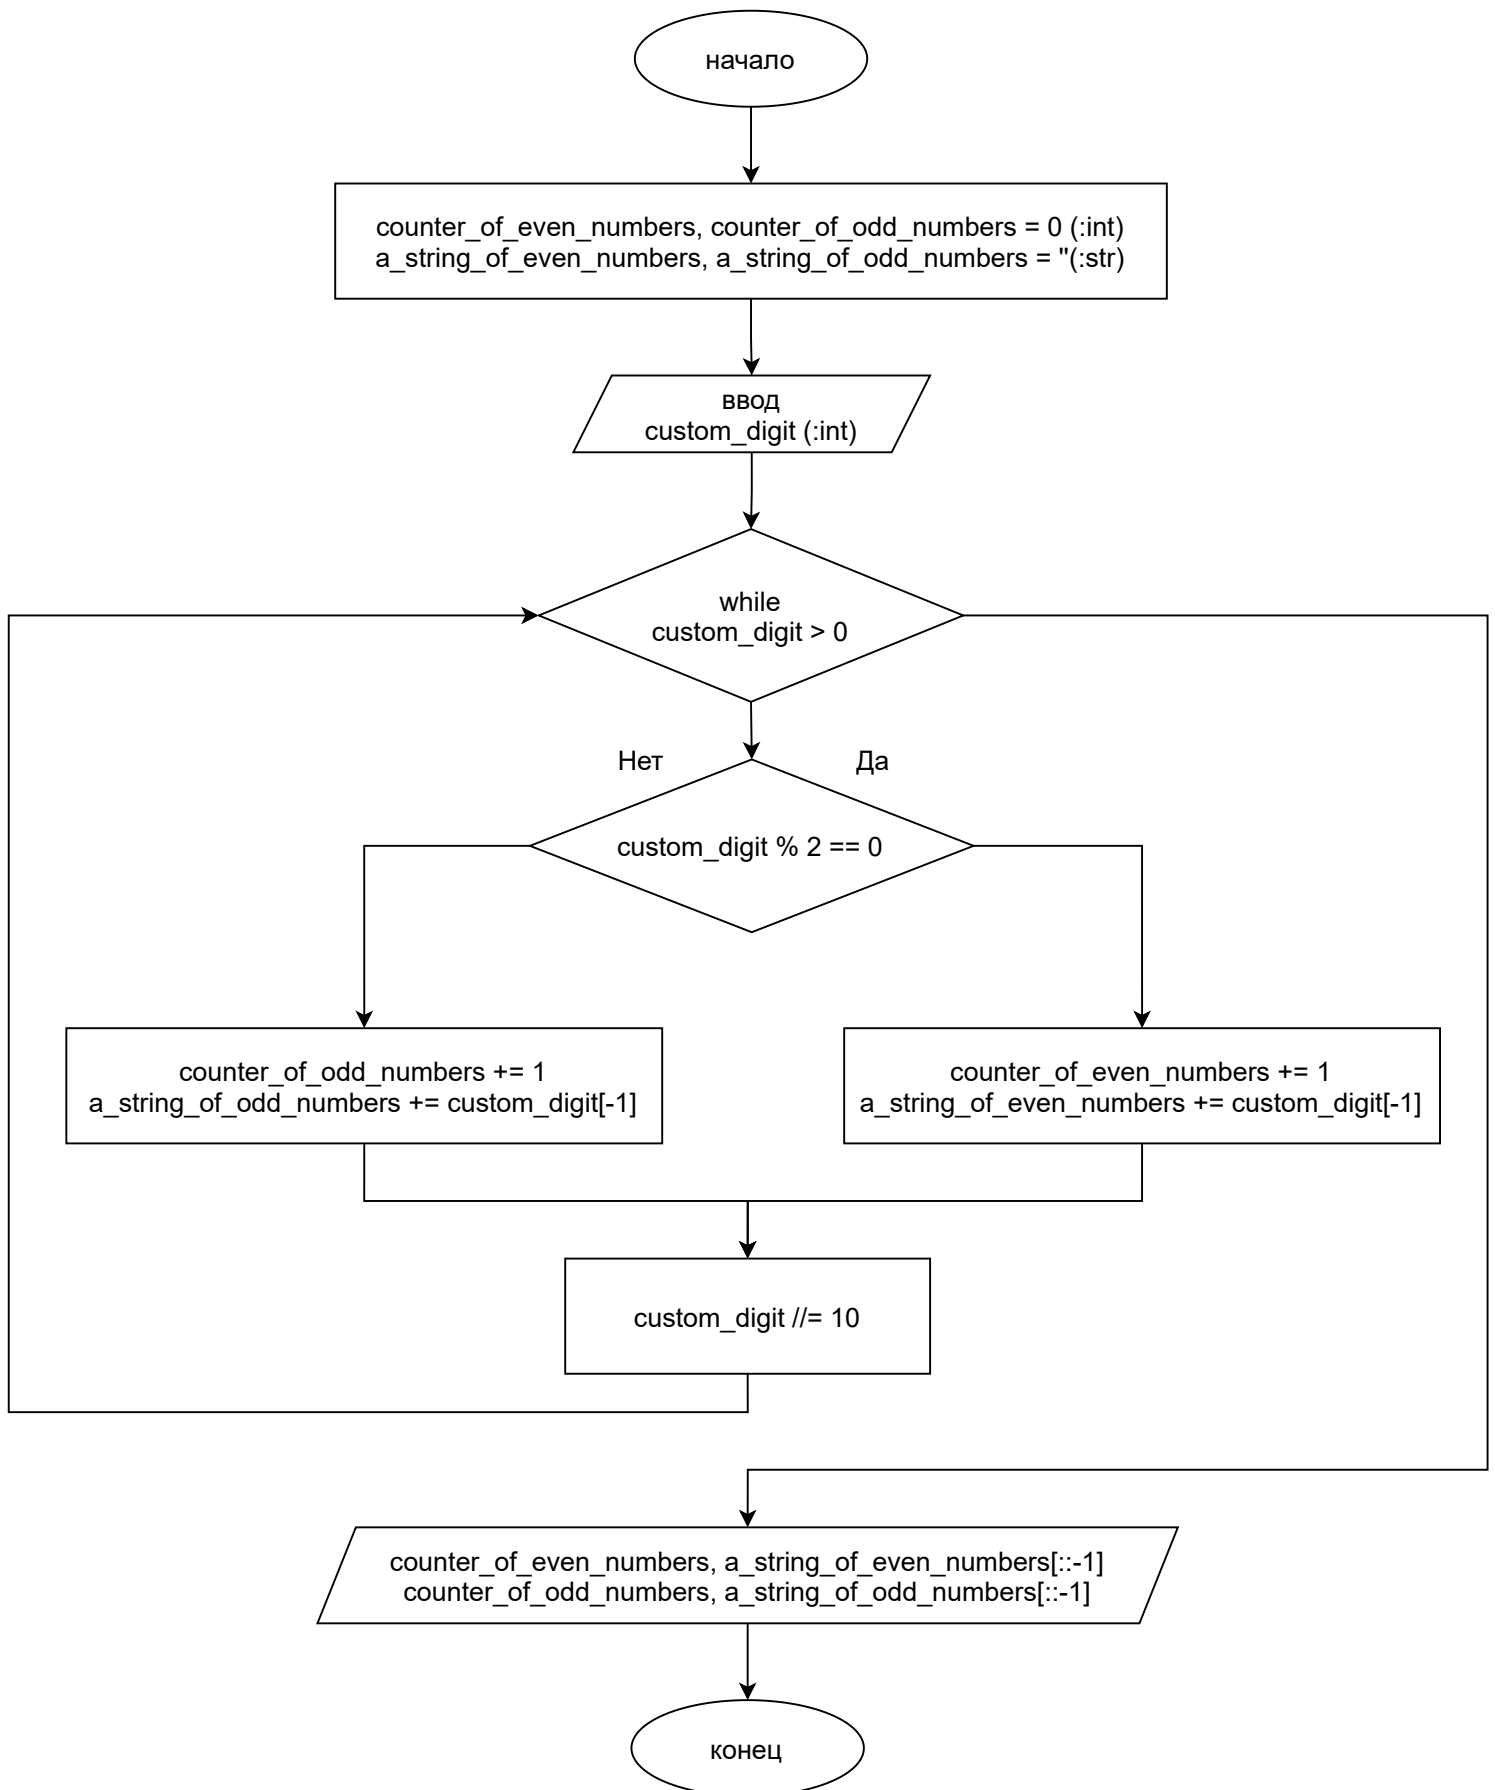 начало
counter_of_even_numbers, counter_of_odd_numbers = 0 (:int)
a_string_of_even_numbers, a_string_of_odd_numbers = ''(:str)
ввод
custom_digit (:int)
while
custom_digit > 0
Нет
Да
custom_digit % 2 == 0
counter_of_odd_numbers += 1
a_string_of_odd_numbers += custom_digit[-1]
counter_of_even_numbers += 1
a_string_of_even_numbers += custom_digit[-1]
custom_digit //= 10
counter_of_even_numbers, a_string_of_even_numbers[::-1]
counter_of_odd_numbers, a_string_of_odd_numbers[::-1]
конец